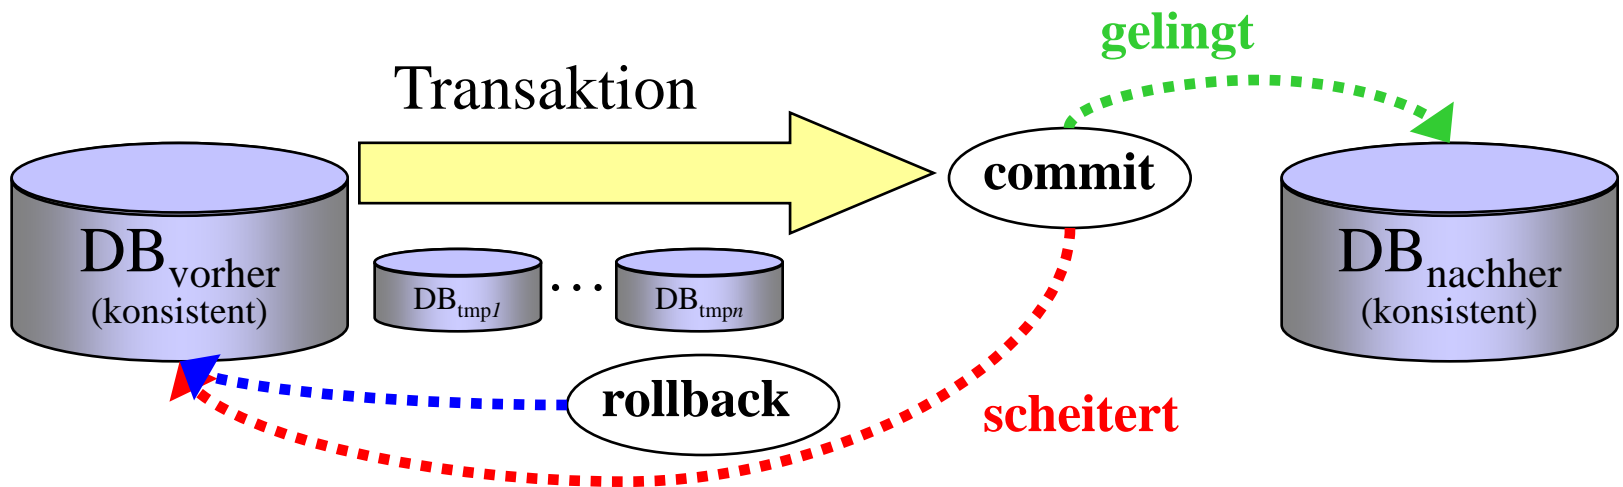 gelingt
Transaktion
commit
DBvorher
(konsistent)
DBtmp1
...
DBtmpn
DBnachher
(konsistent)
rollback
scheitert